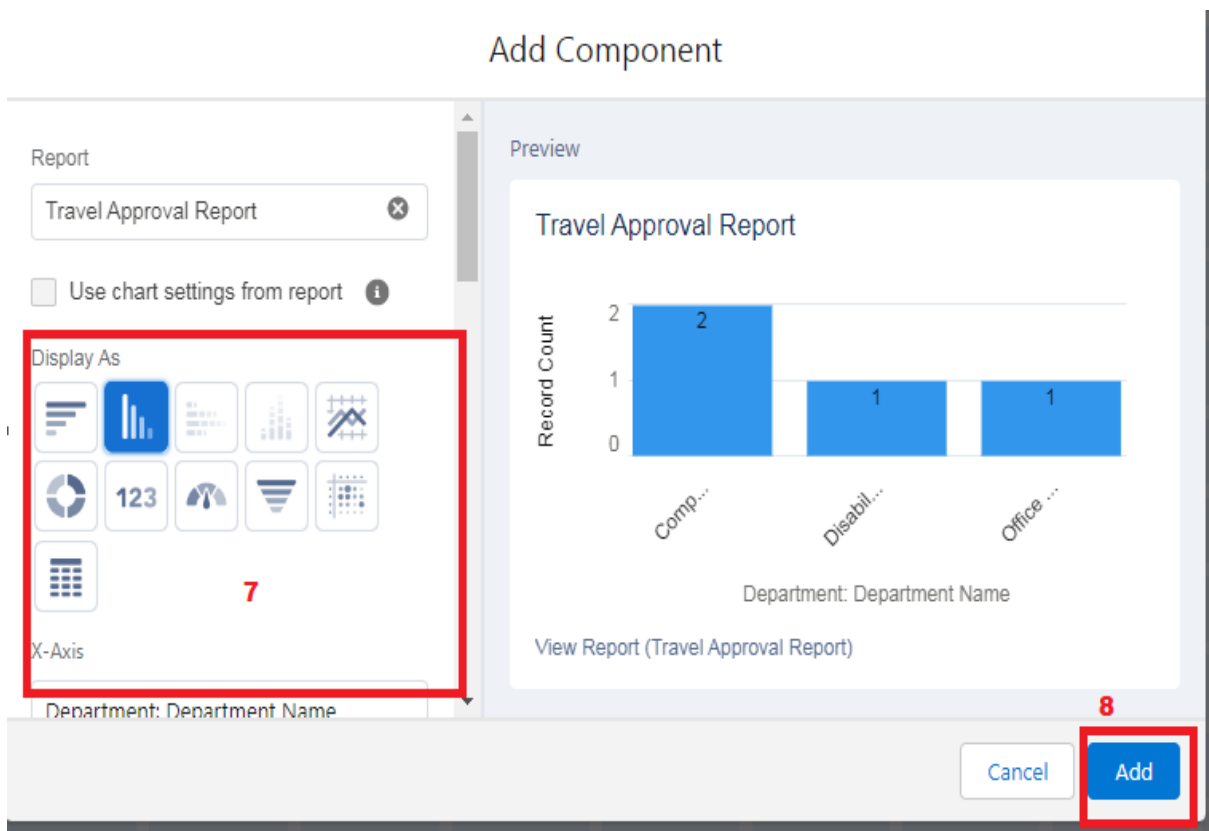 Add Component
Report
Travel Approval Report
Use chart settings from report
Display As
123
7
X-Axis
Department: Department Name
Preview
Travel Approval Report
Record Count
2
1
0
2
1
1
Comp...
Disabil...
Office ...
Department: Department Name
View Report (Travel Approval Report)
8
Cancel
Add